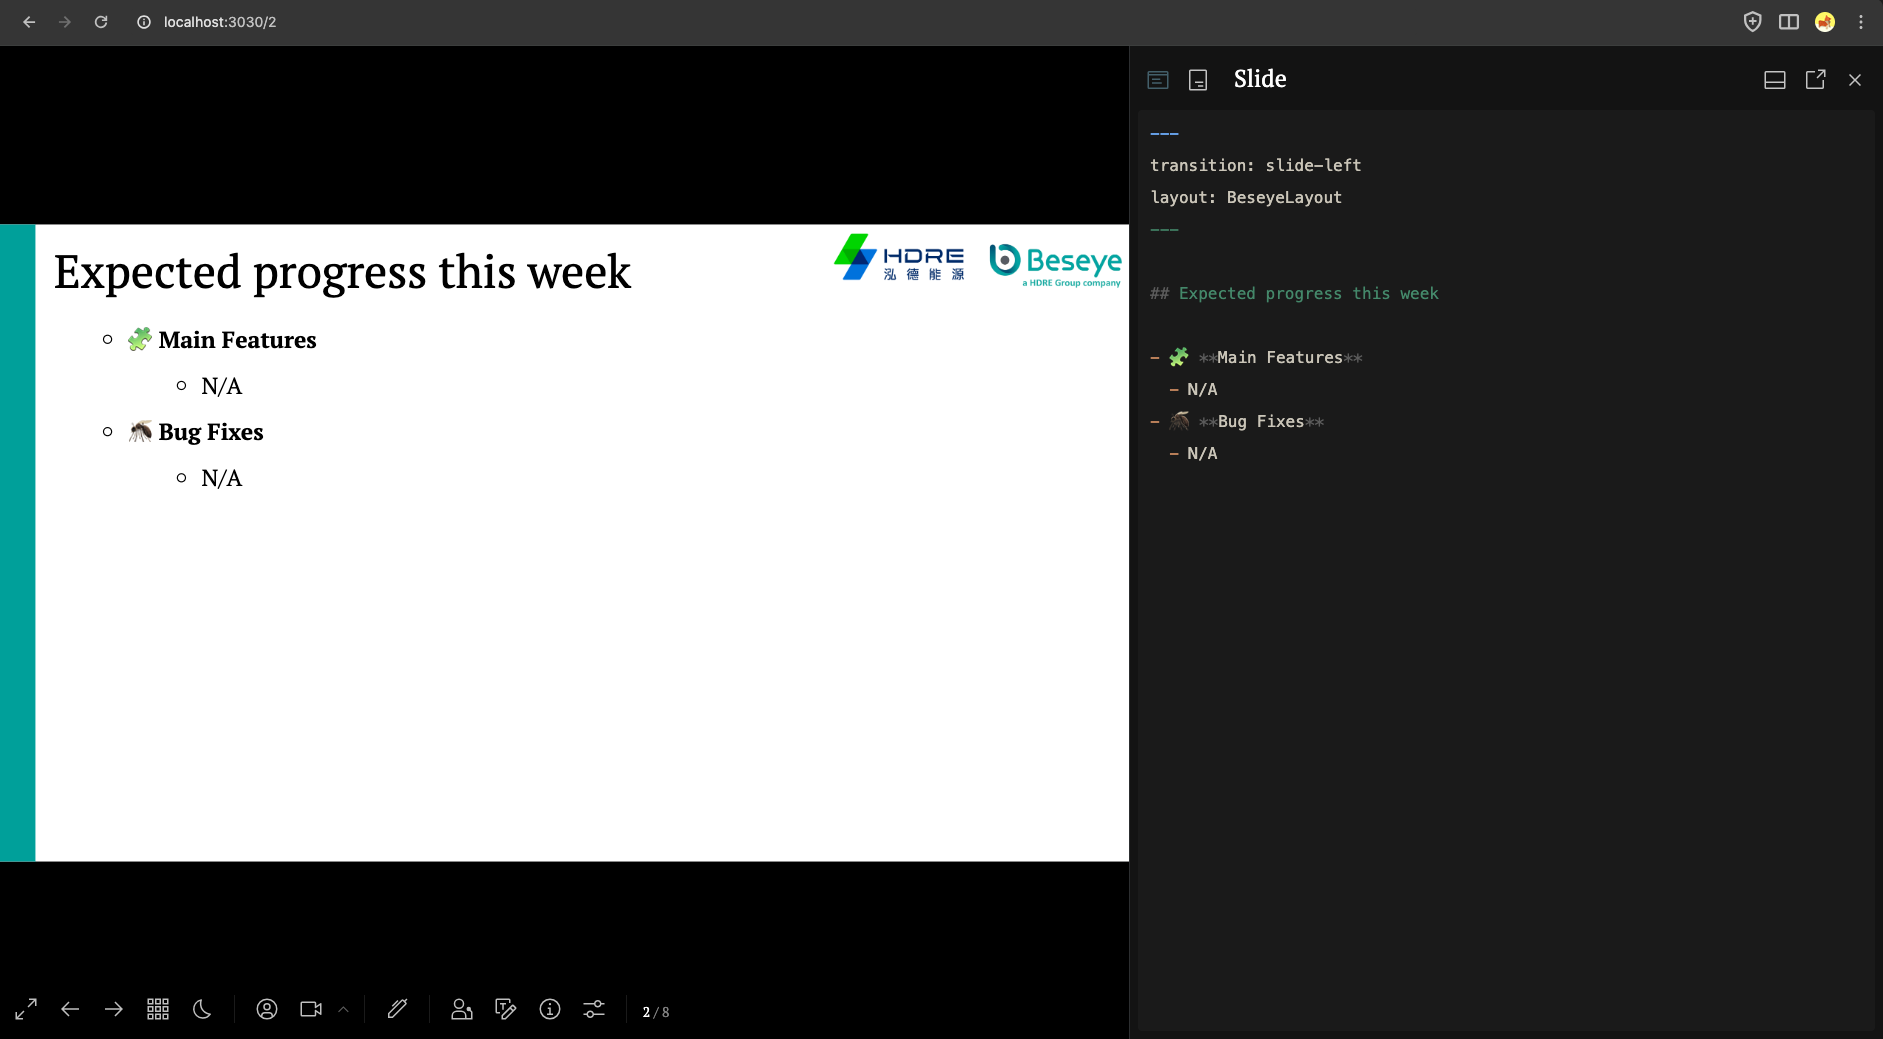 localhost:3030/2
Expected progress this week
HDRE
泓德能源
Beseye
a HDRE Group company
🧩 Main Features
N/A
🦟 Bug Fixes
N/A
2 / 8
Slide
---
transition: slide-left
layout: BeseyeLayout
---
## Expected progress this week
- 🧩 **Main Features**
- N/A
- 🦟 **Bug Fixes**
- N/A